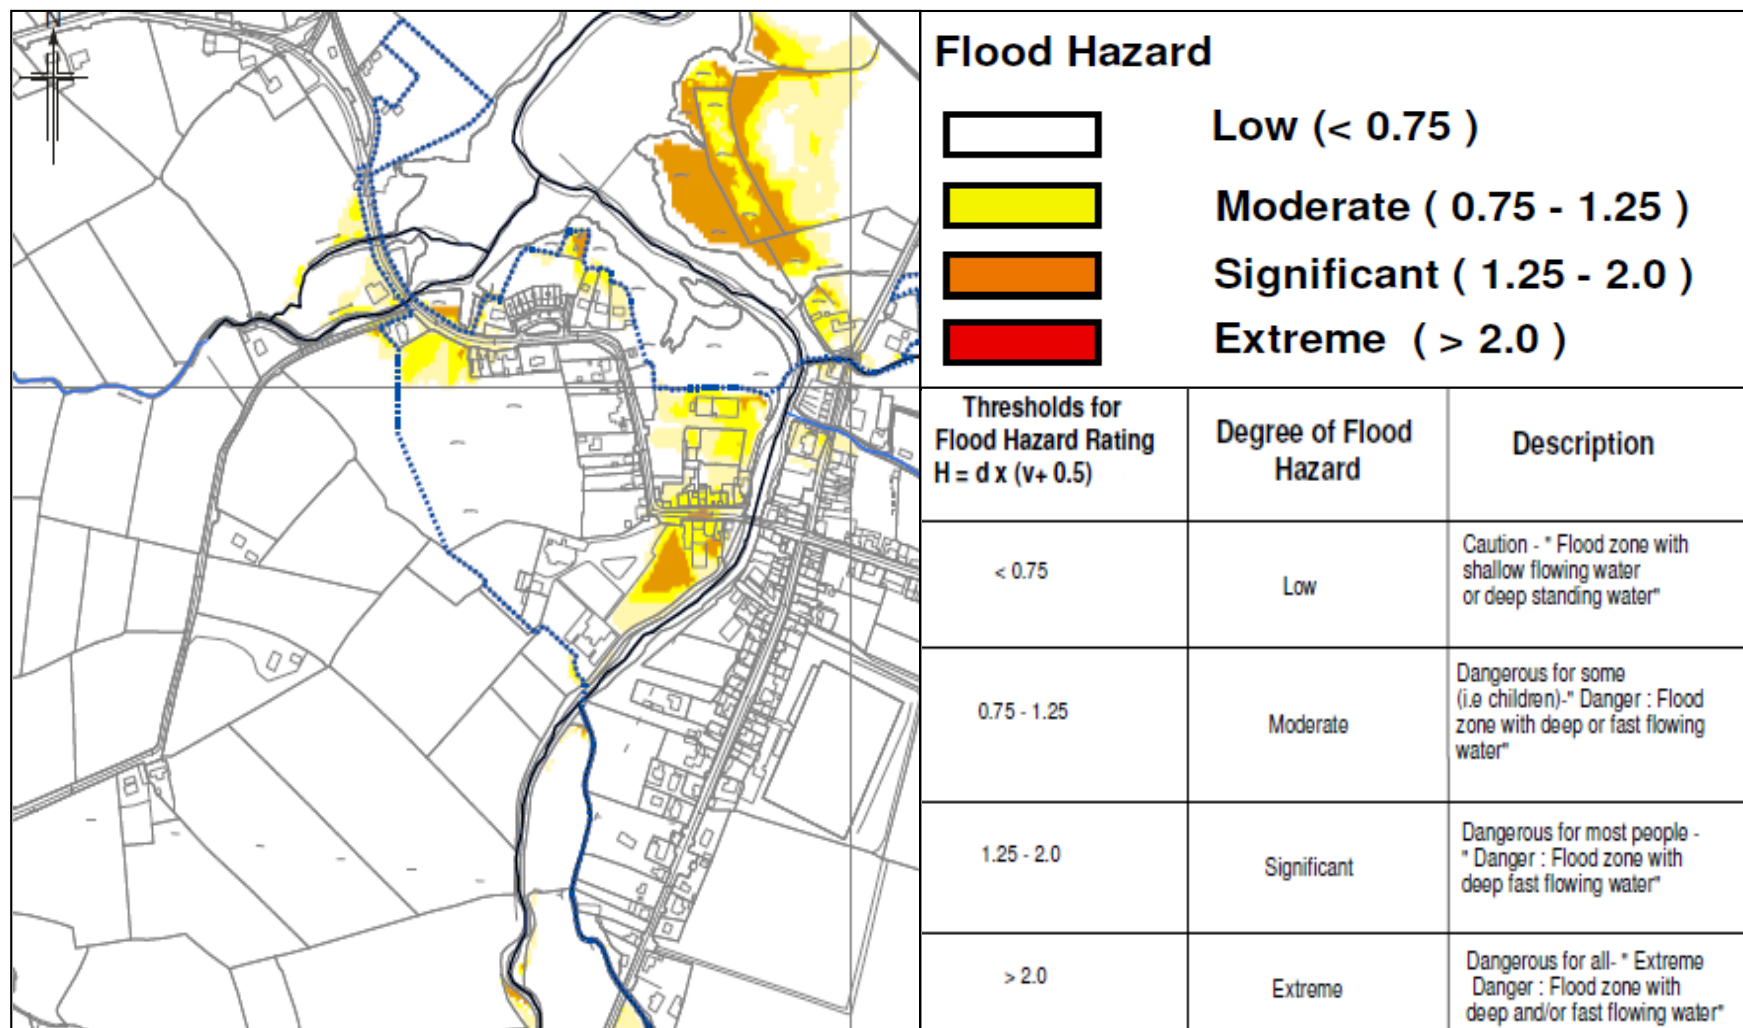 N
Flood Hazard
Low (< 0.75 )
Moderate ( 0.75 - 1.25 )
Significant ( 1.25 - 2.0 )
Extreme ( > 2.0 )
Thresholds for
Flood Hazard Rating
H = d x (v+ 0.5)
Degree of Flood
Hazard
Description
< 0.75
Low
Caution - " Flood zone with
shallow flowing water
or deep standing water"
0.75 - 1.25
Moderate
Dangerous for some
(i.e children)-" Danger : Flood
zone with deep or fast flowing
water"
1.25 - 2.0
Significant
Dangerous for most people -
" Danger : Flood zone with
deep fast flowing water"
> 2.0
Extreme
Dangerous for all- " Extreme
Danger : Flood zone with
deep and/or fast flowing water"